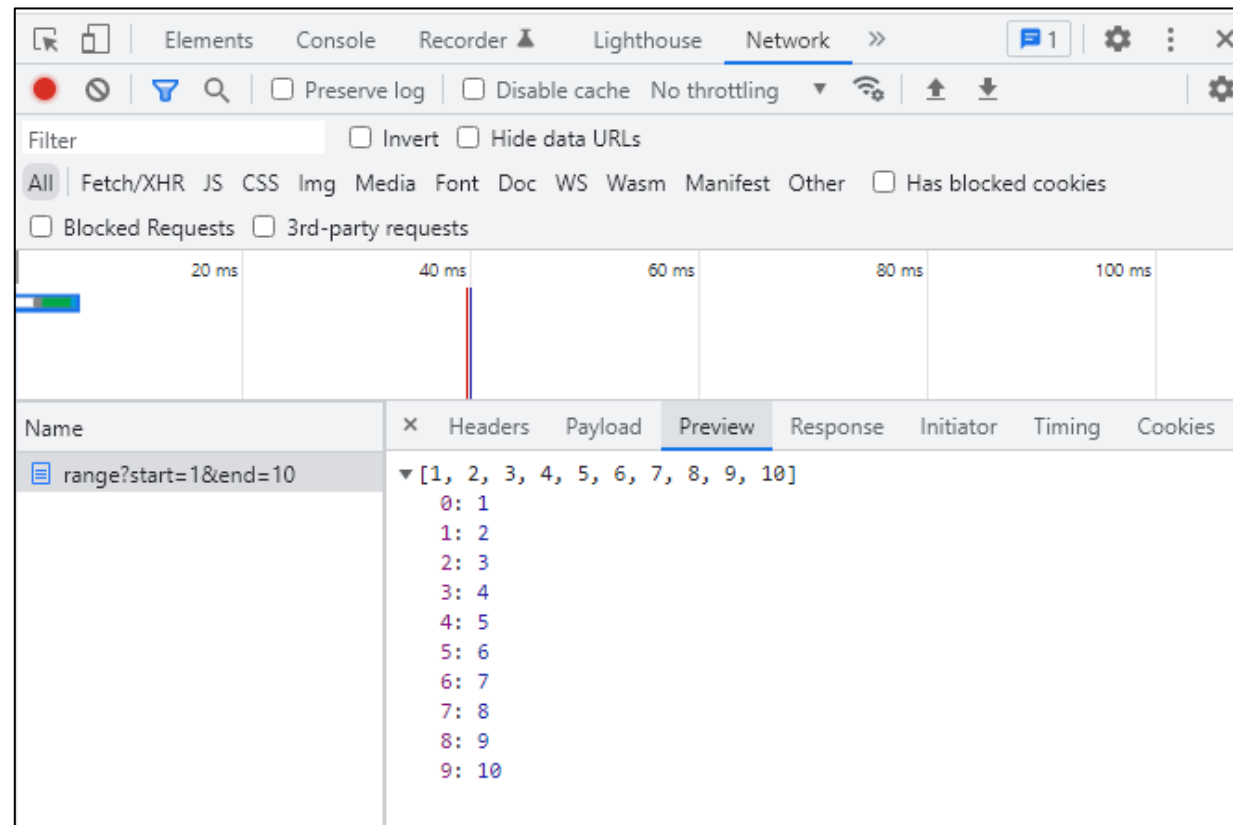 Elements Console Recorder Lighthouse Network 1
Preserve log Disable cache No throttling
Filter Invert Hide data URLs
All Fetch/XHR JS CSS Img Media Font Doc WS Wasm Manifest Other Has blocked cookies
Blocked Requests 3rd-party requests
20 ms 40 ms 60 ms 80 ms 100 ms
Name × Headers Payload Preview Response Initiator Timing Cookies
range?start=1&end=10 ▼[1, 2, 3, 4, 5, 6, 7, 8, 9, 10]
0: 1
1: 2
2: 3
3: 4
4: 5
5: 6
6: 7
7: 8
8: 9
9: 10